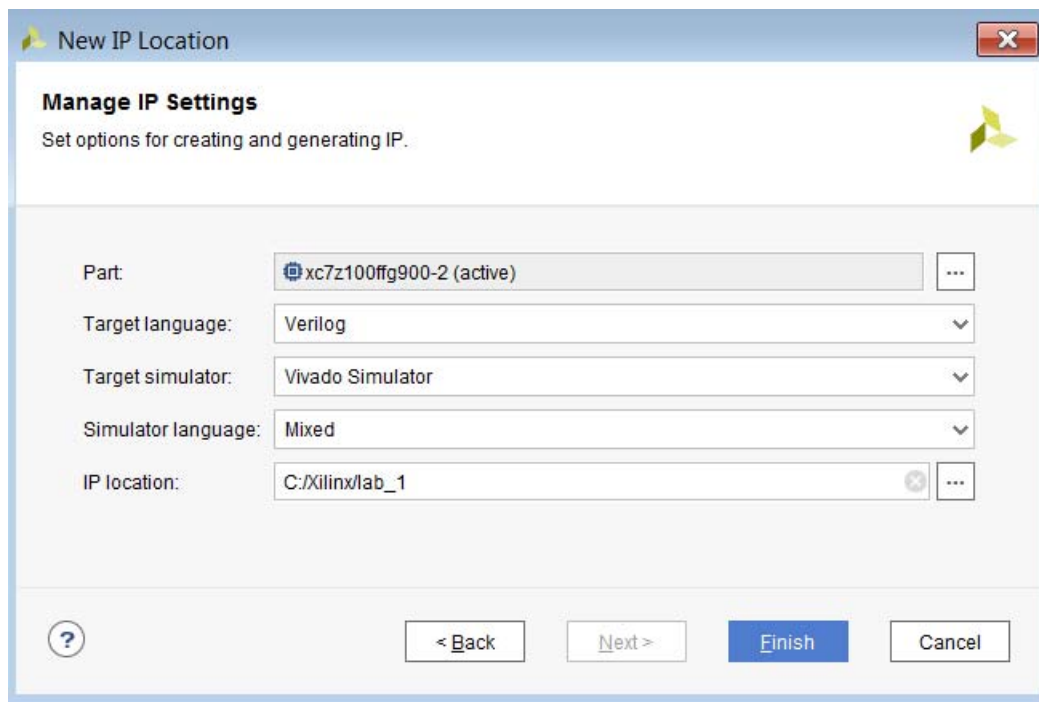 New IP Location
Manage IP Settings
Set options for creating and generating IP.
Part: xc7z100ffg900-2 (active) ...
Target language: Verilog
Target simulator: Vivado Simulator
Simulator language: Mixed
IP location: C:/Xilinx/lab_1 ...
? < Back Next > Finish Cancel